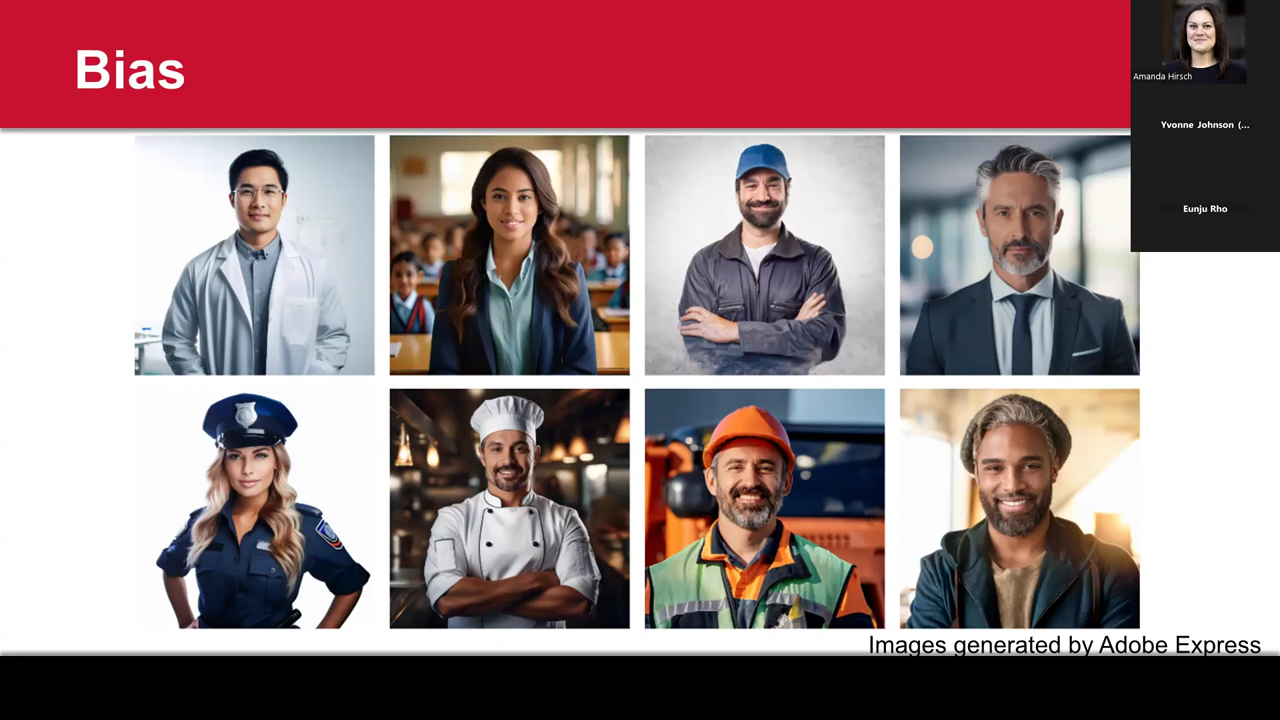 Bias
Amanda Hirsch
Yvonne Johnson (...
Eunju Rho
Images generated by Adobe Express